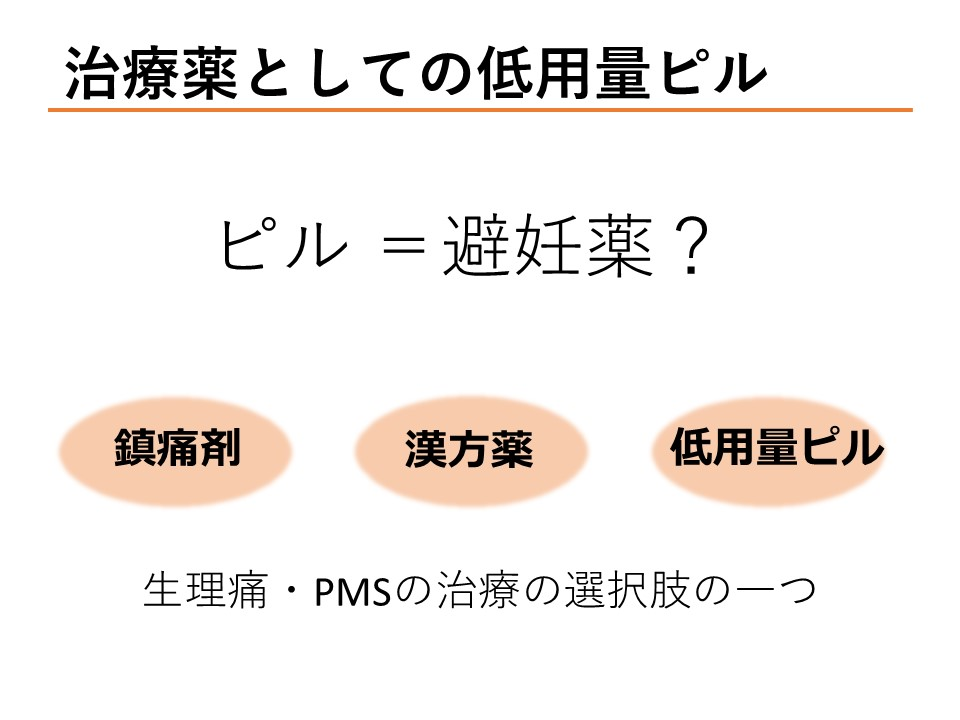 治療薬としての低用量ピル
ピル ＝避妊薬？
鎮痛剤
漢方薬
低用量ピル
生理痛・PMSの治療の選択肢の一つ